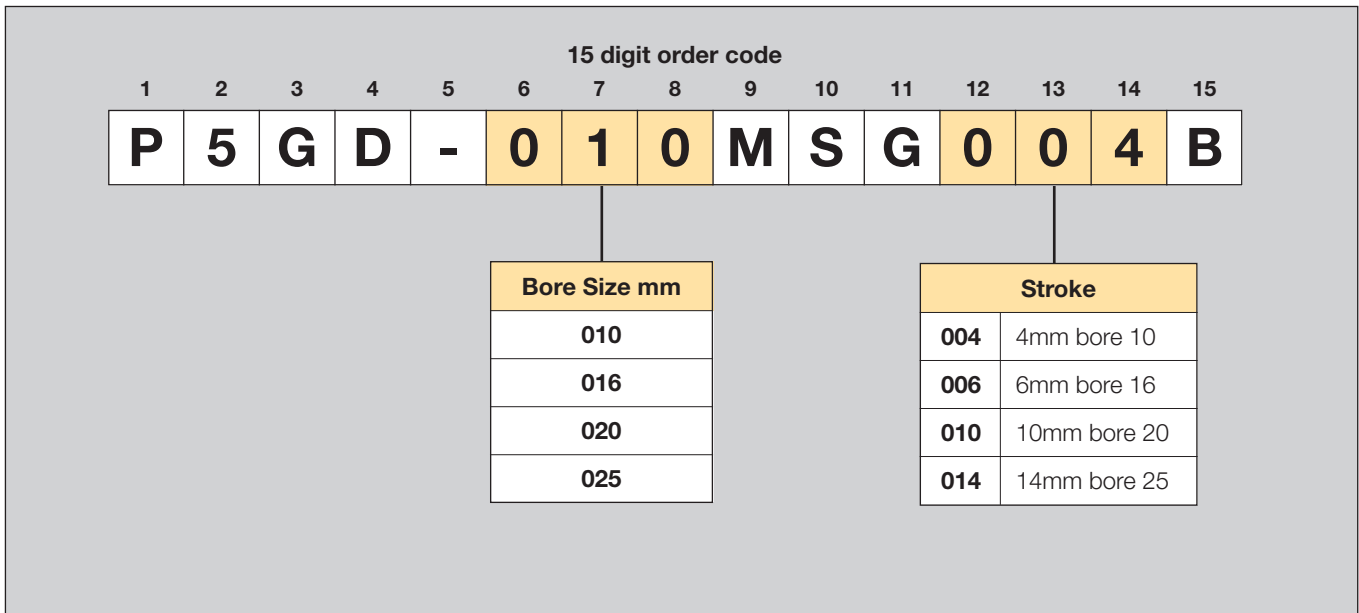 15 digit order code
1 2 3 4 5 6 7 8 9 10 11 12 13 14 15
P 5 G D - 0 1 0 M S G 0 0 4 B
Bore Size mm
010
016
020
025
Stroke
004 4mm bore 10
006 6mm bore 16
010 10mm bore 20
014 14mm bore 25